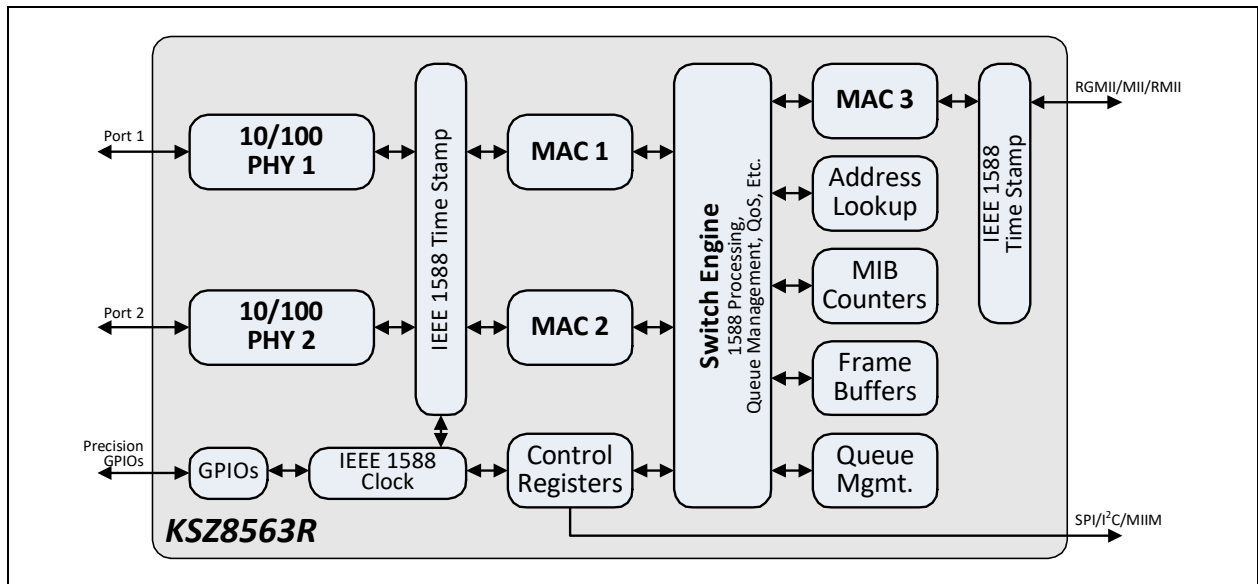 Port 1
10/100
PHY 1
IEEE 1588 Time Stamp
MAC 1
Switch Engine
1588 Processing,
Queue Management, QoS, Etc.
MAC 3
IEEE 1588
Time Stamp
RGMII/MII/RMII
Address
Lookup
Port 2
10/100
PHY 2
MAC 2
MIB
Counters
Frame
Buffers
Precision
GPIOs
GPIOs
IEEE 1588
Clock
Control
Registers
Queue
Mgmt.
KSZ8563R
SPI/I²C/MIIM